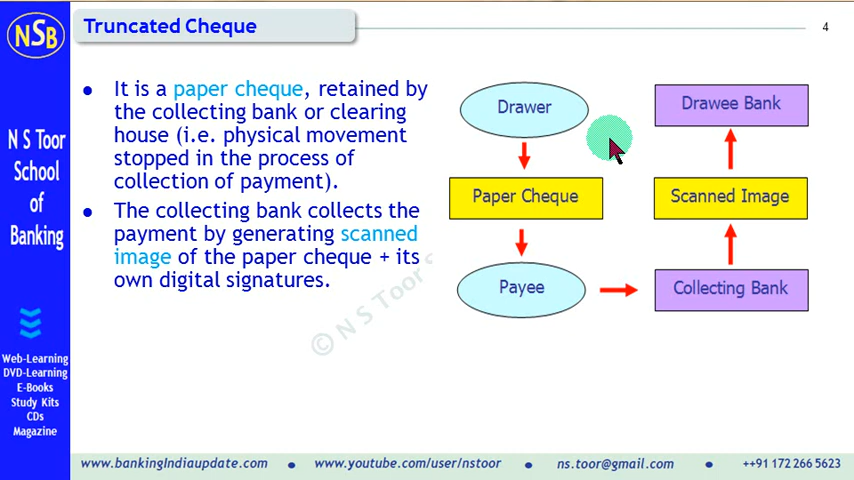 NSB
Truncated Cheque
4
N S Toor
School
of
Banking
Web-Learning
DVD-Learning
E-Books
Study Kits
CDs
Magazine
• It is a paper cheque, retained by
the collecting bank or clearing
house (i.e. physical movement
stopped in the process of
collection of payment).
• The collecting bank collects the
payment by generating scanned
image of the paper cheque + its
own digital signatures.
© N S Toor S
Drawer
Paper Cheque
Payee
Collecting Bank
Scanned Image
Drawee Bank
www.bankingIndiaupdate.com • www.youtube.com/user/nstoor • ns.toor@gmail.com • ++91 172 266 5623